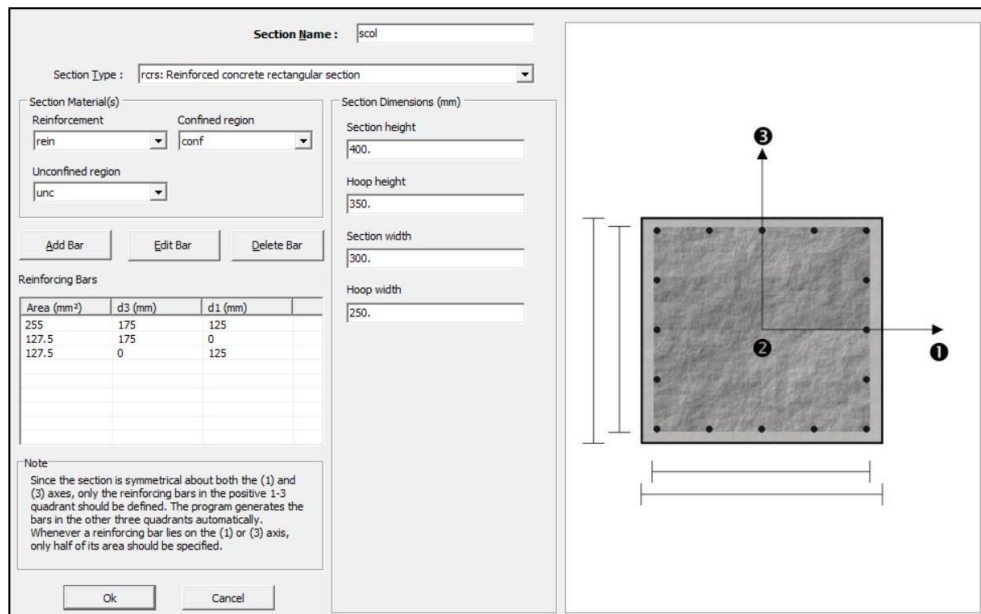 Section Name : scol
Section Type : rcrs: Reinforced concrete rectangular section
Section Material(s)
Reinforcement Confined region
rein conf
Unconfined region
unc
Add Bar Edit Bar Delete Bar
Reinforcing Bars
Area (mm²) d3 (mm) d1 (mm)
255 175 125
127.5 175 0
127.5 0 125
Note
Since the section is symmetrical about both the (1) and
(3) axes, only the reinforcing bars in the positive 1-3
quadrant should be defined. The program generates the
bars in the other three quadrants automatically.
Whenever a reinforcing bar lies on the (1) or (3) axis,
only half of its area should be specified.
Ok Cancel
Section Dimensions (mm)
Section height
400.
Hoop height
350.
Section width
300.
Hoop width
250.
3
2
1